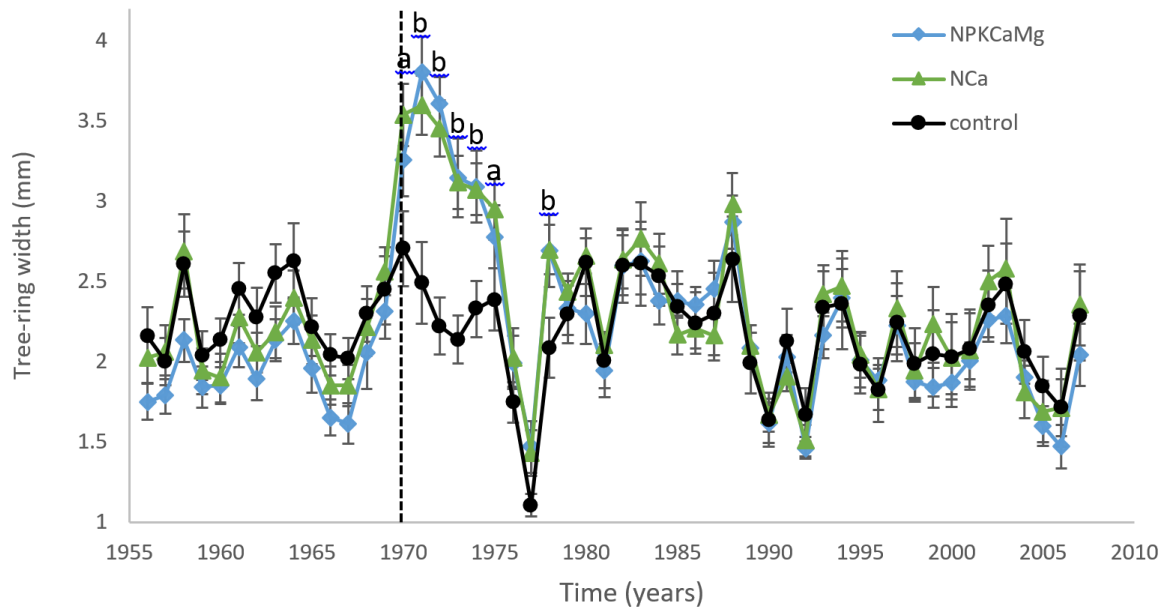 4
3.5
3
2.5
2
1.5
1
Tree-ring width (mm)
a
b
b
b
b
a
b
NPKCaMg
NCa
control
1955 1960 1965 1970 1975 1980 1985 1990 1995 2000 2005 2010
Time (years)